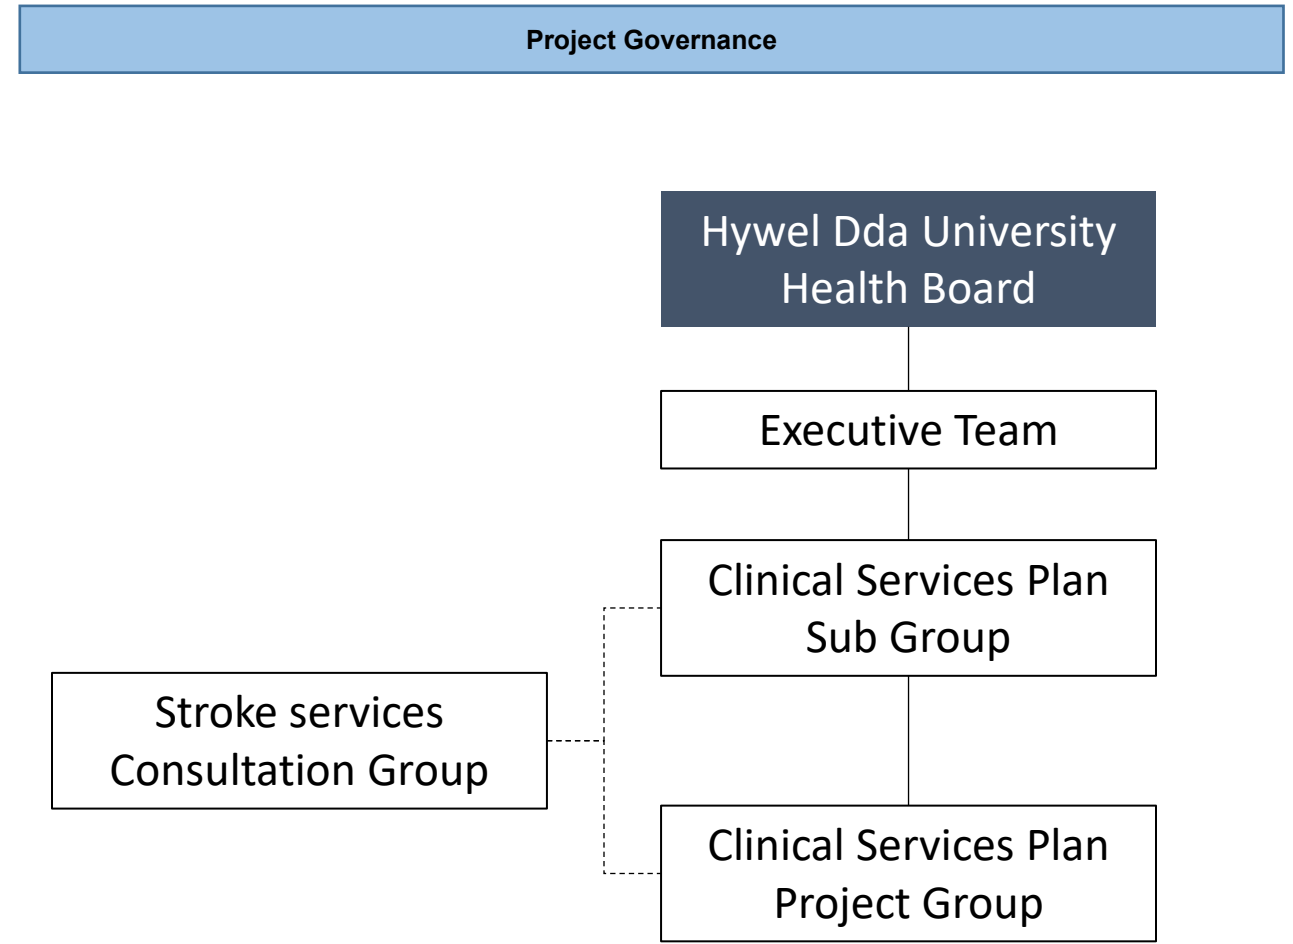 Project Governance
Hywel Dda University
Health Board
Executive Team
Clinical Services Plan
Sub Group
Stroke services
Consultation Group
Clinical Services Plan
Project Group